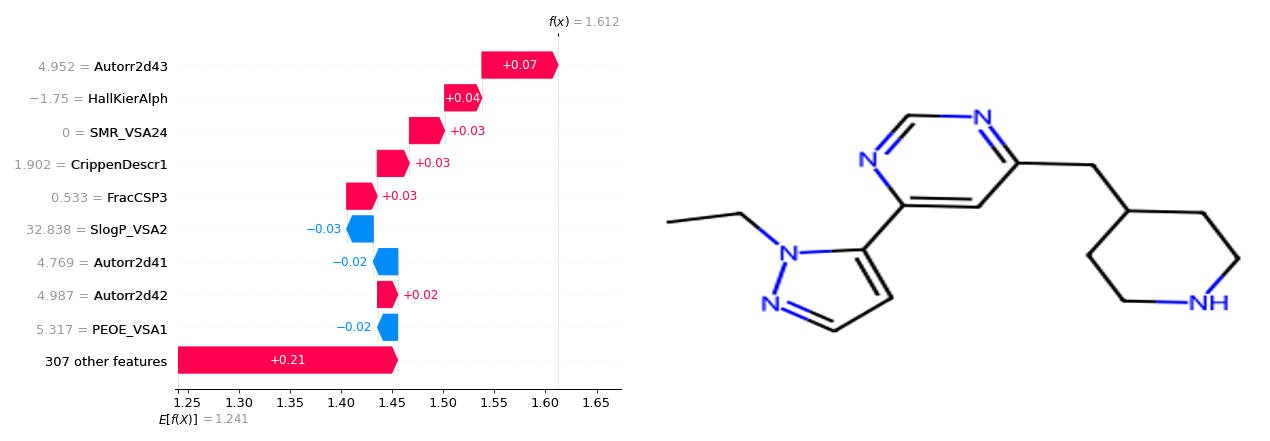 f(x) = 1.612
4.952 = Autorr2d43
+0.07
−1.75 = HallKierAlph
+0.04
0 = SMR_VSA24
+0.03
1.902 = CrippenDescr1
+0.03
0.533 = FracCSP3
+0.03
32.838 = SlogP_VSA2
−0.03
4.769 = Autorr2d41
−0.02
4.987 = Autorr2d42
+0.02
5.317 = PEOE_VSA1
−0.02
307 other features
+0.21
1.25 1.30 1.35 1.40 1.45 1.50 1.55 1.60 1.65
E[f(X)] = 1.241
N
N
N
N
NH